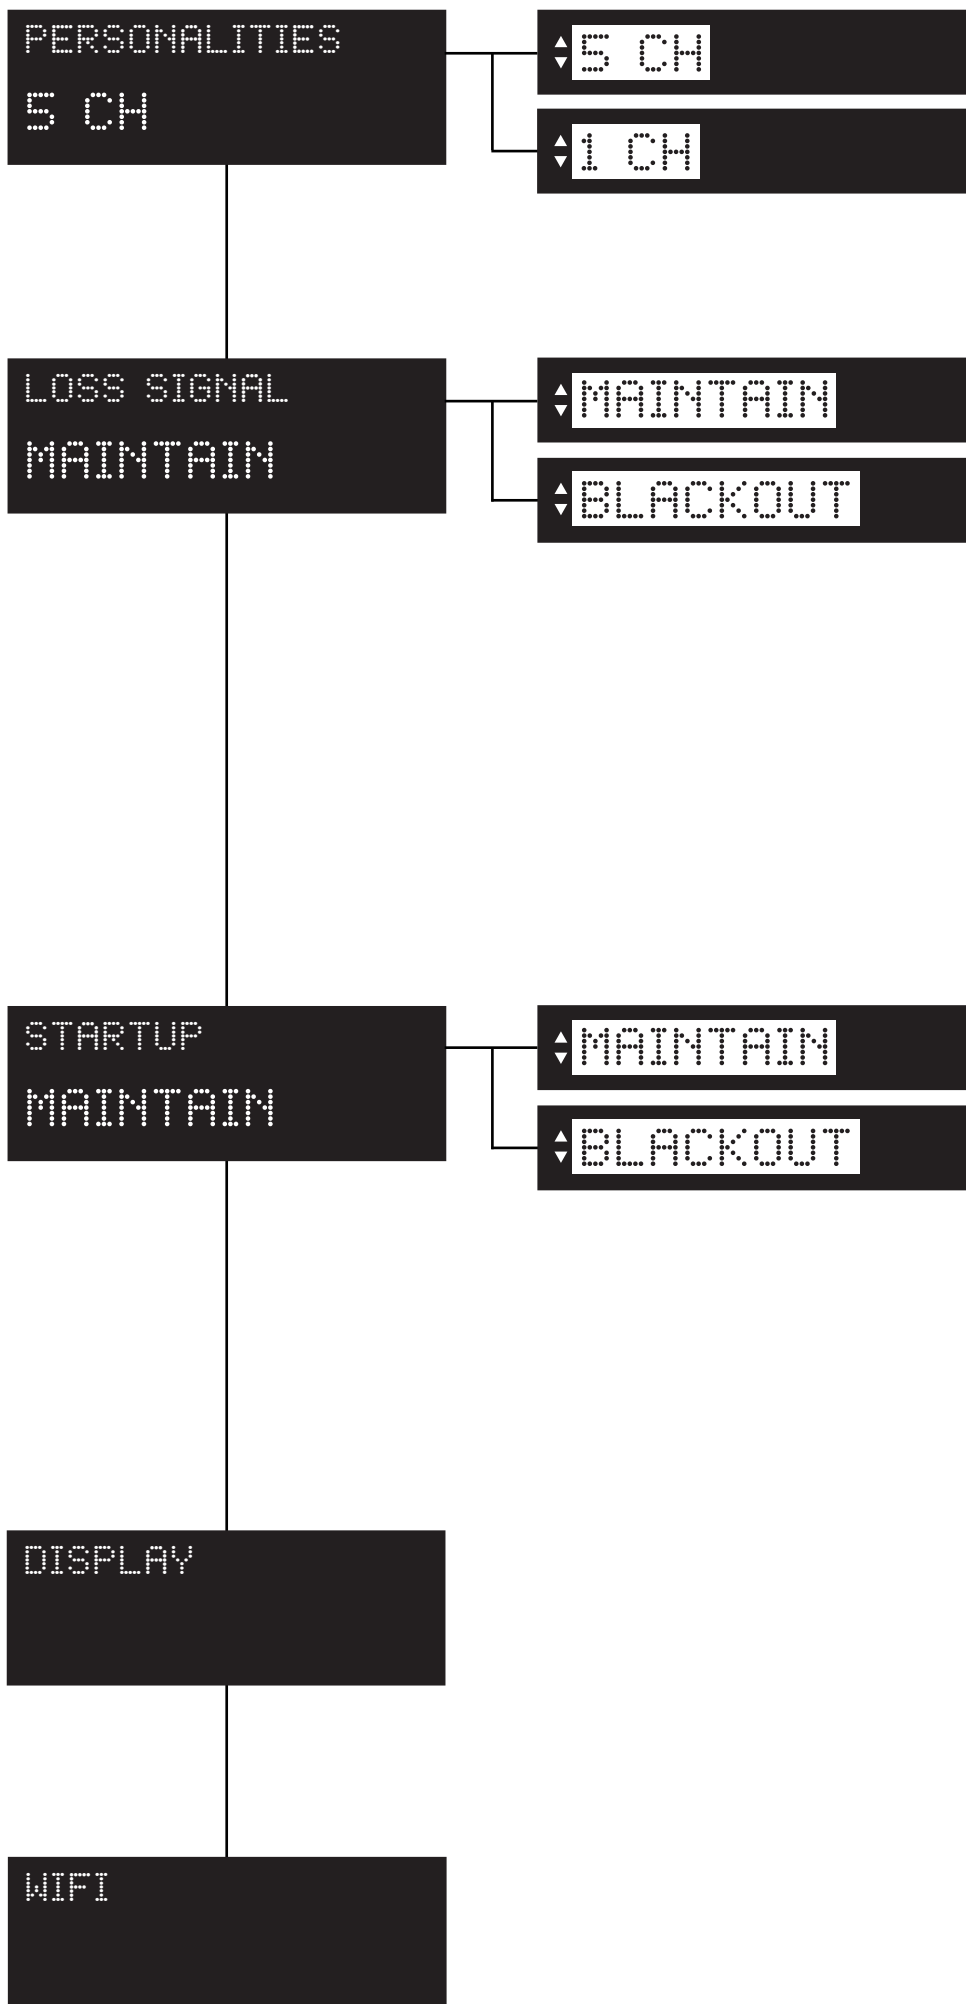 PERSONALITIES
5 CH
5 CH
1 CH
LOSS SIGNAL
MAINTAIN
MAINTAIN
BLACKOUT
STARTUP
MAINTAIN
MAINTAIN
BLACKOUT
DISPLAY
WIFI